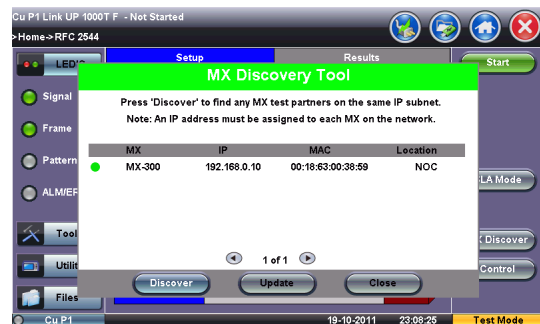 Cu P1 Link UP 1000T F - Not Started
>Home->RFC 2544
LED'S
Setup
Results
Start
MX Discovery Tool
Signal
Press 'Discover' to find any MX test partners on the same IP subnet.
Note: An IP address must be assigned to each MX on the network.
Frame
MX IP MAC Location
Pattern
MX-300 192.168.0.10 00:18:63:00:38:59 NOC
ALM/ER
LA Mode
Tool
Discover
1 of 1
Utilit
Control
Discover
Update
Close
Files
Cu P1
19-10-2011 23:08:25
Test Mode